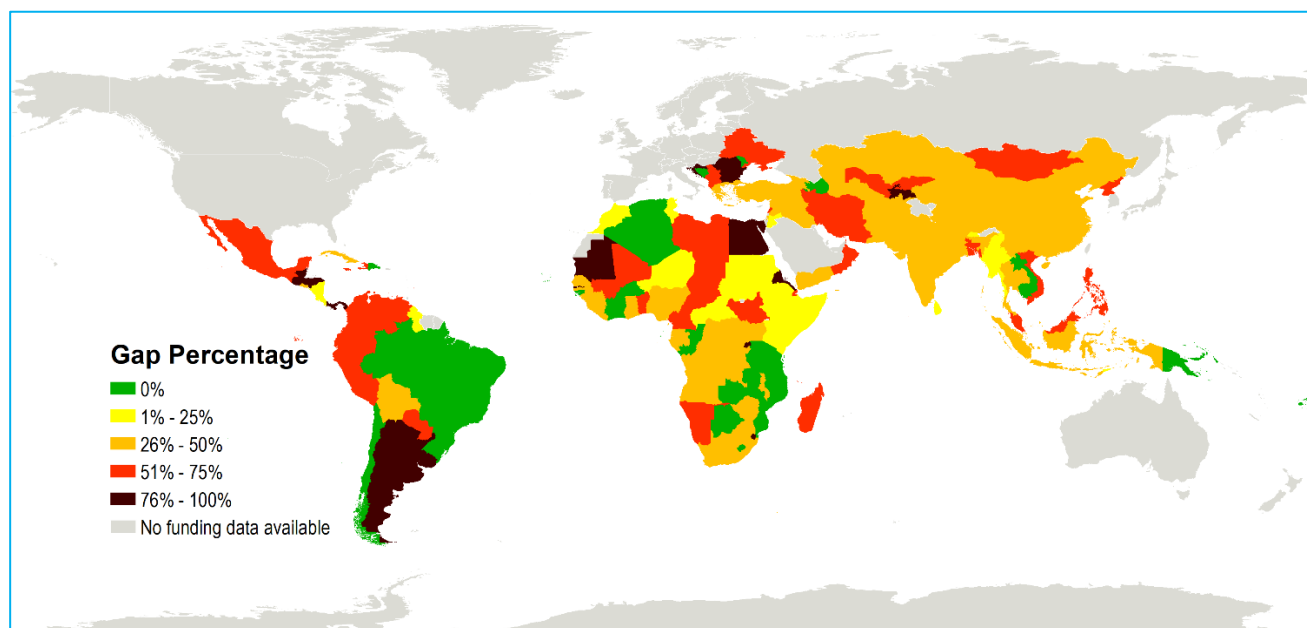 Gap Percentage
0%
1% - 25%
26% - 50%
51% - 75%
76% - 100%
No funding data available